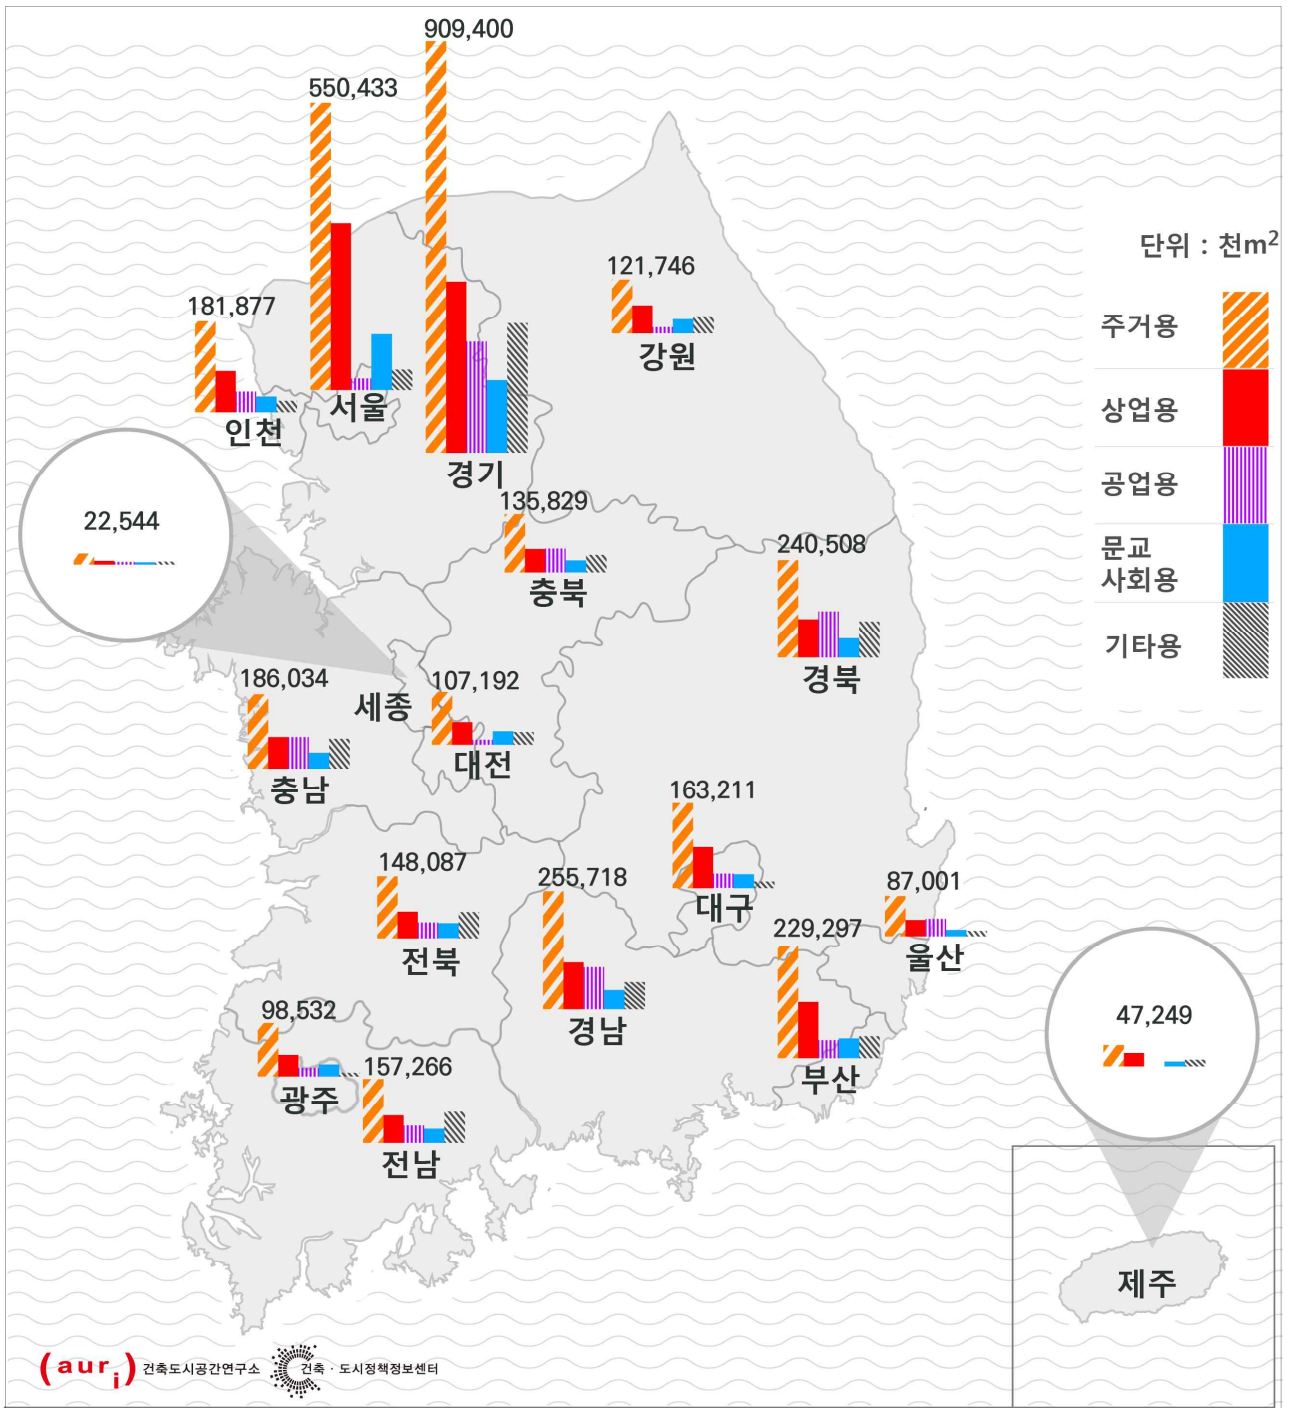 909,400
550,433
단위 : 천m²
121,746
181,877
주거용
강원
서울
상업용
인천
경기
공업용
135,829
22,544
240,508
문교
사회용
충북
기타용
186,034
107,192
경북
세종
대전
충남
163,211
148,087
255,718
87,001
대구
229,297
전북
울산
98,532
47,249
경남
157,266
부산
광주
전남
제주
(auri) 건축도시공간연구소
건축 · 도시정책정보센터